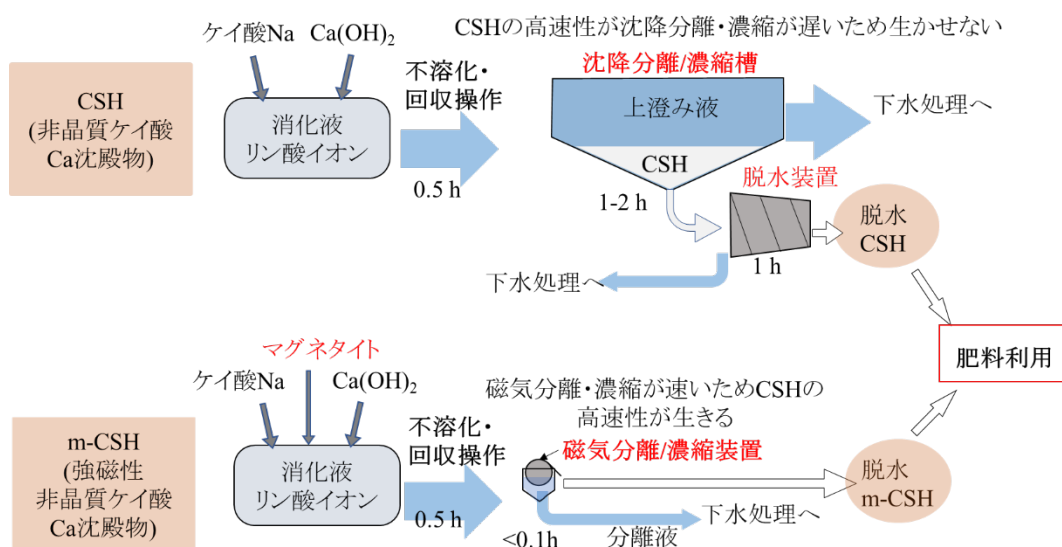 ケイ酸Na
Ca(OH)₂
CSHの高速性が沈降分離・濃縮が遅いため生かせない
沈降分離/濃縮槽
CSH
(非晶質ケイ酸
Ca沈殿物)
消化液
リン酸イオン
不溶化・
回収操作
0.5 h
上澄み液
CSH
下水処理へ
1-2 h
脱水装置
1 h
脱水
CSH
下水処理へ
肥料利用
マグネタイト
ケイ酸Na
Ca(OH)₂
磁気分離・濃縮が速いためCSHの
高速性が生きる
磁気分離/濃縮装置
m-CSH
(強磁性
非晶質ケイ酸
Ca沈殿物)
消化液
リン酸イオン
不溶化・
回収操作
0.5 h
<0.1h
分離液
下水処理へ
脱水
m-CSH